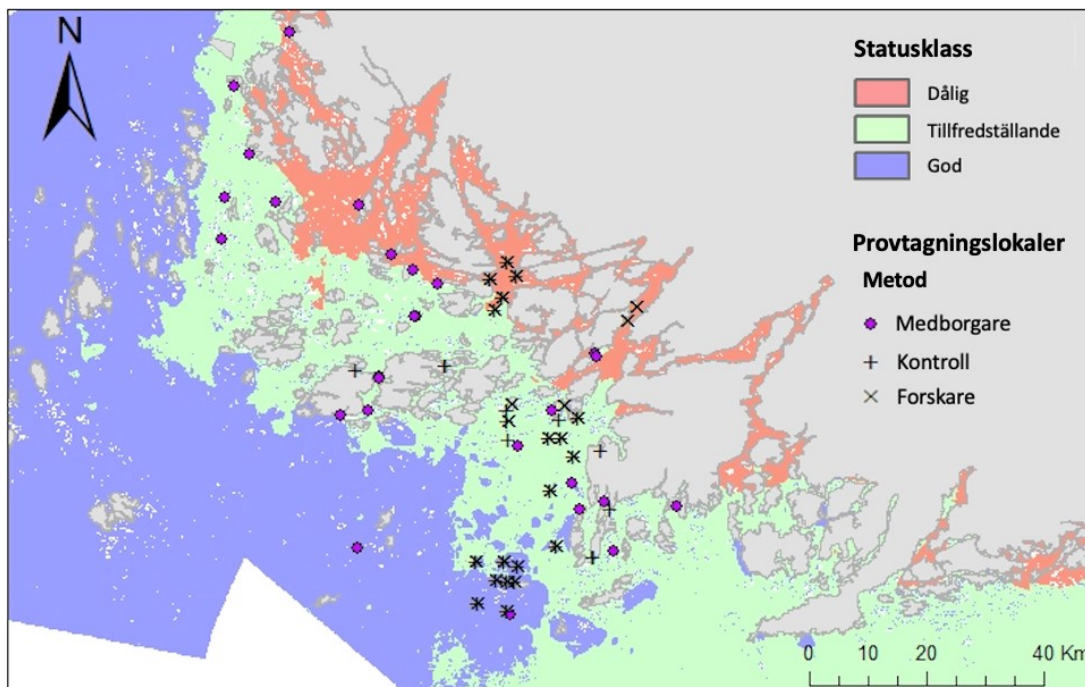 N
Statusklass
Dålig
Tillfredställande
God
Provtagningslokaler
Metod
Medborgare
Kontroll
Forskare
0 10 20 40 Km